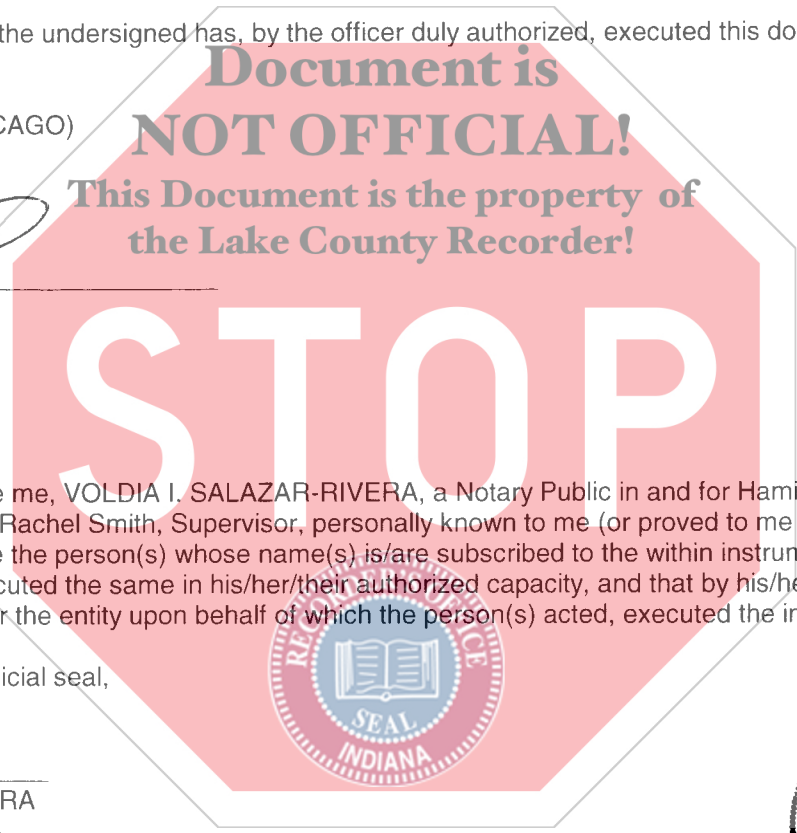 the undersigned has, by the officer duly authorized, executed this do
Document is
CAGO)
NOT OFFICIAL!
This Document is the property of
the Lake County Recorder!
STOP
e me, VOLDIA I. SALAZAR-RIVERA, a Notary Public in and for Hami
Rachel Smith, Supervisor, personally known to me (or proved to me
e the person(s) whose name(s) is/are subscribed to the within instrum
cuted the same in his/her/their authorized capacity, and that by his/he
r the entity upon behalf of which the person(s) acted, executed the in
RECORDER'S OFFICE
icial seal,
SEAL
INDIANA
RA